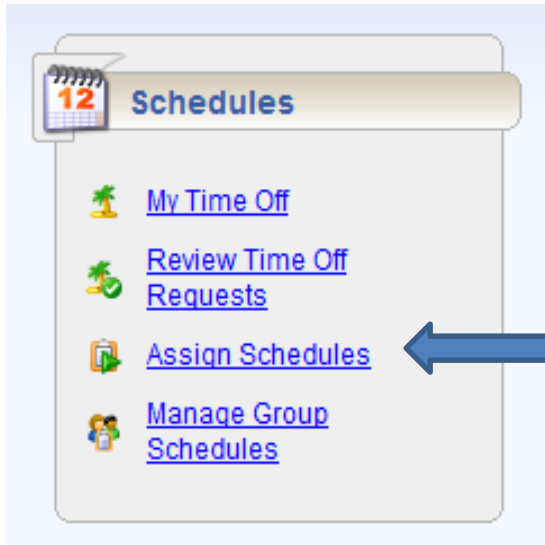 12
Schedules
My Time Off
Review Time Off
Requests
Assign Schedules
Manage Group
Schedules